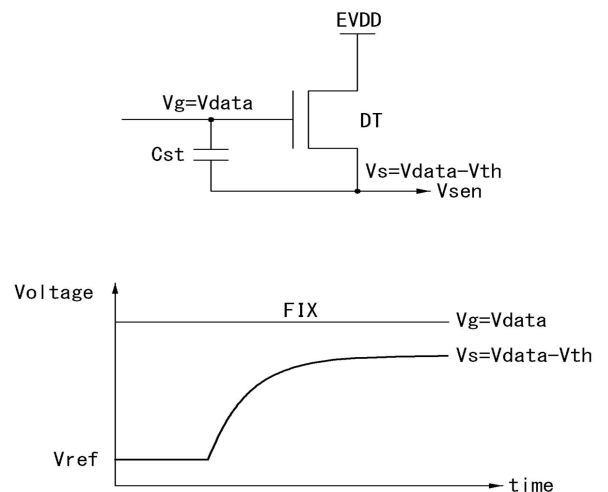 EVDD
Vg=Vdata
DT
Cst
Vs=Vdata-Vth
Vsen
Voltage
FIX
Vg=Vdata
Vs=Vdata-Vth
Vref
time